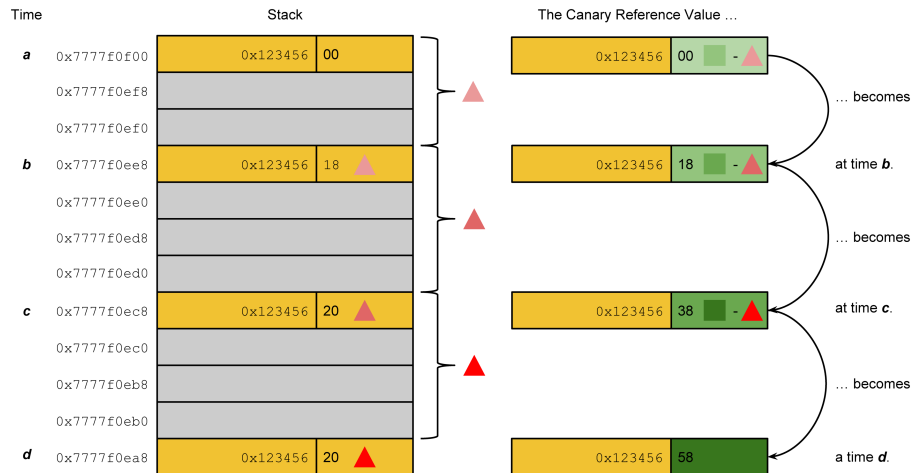 Time Stack The Canary Reference Value ...
a 0x7777f0f00 0x123456 00 0x123456 00 -
0x7777f0ef8 ... becomes
0x7777f0ef0
b 0x7777f0ee8 0x123456 18 0x123456 18 - at time b.
0x7777f0ee0
0x7777f0ed8 ... becomes
0x7777f0ed0
c 0x7777f0ec8 0x123456 20 0x123456 38 - at time c.
0x7777f0ec0
0x7777f0eb8 ... becomes
0x7777f0eb0
d 0x7777f0ea8 0x123456 20 0x123456 58 a time d.